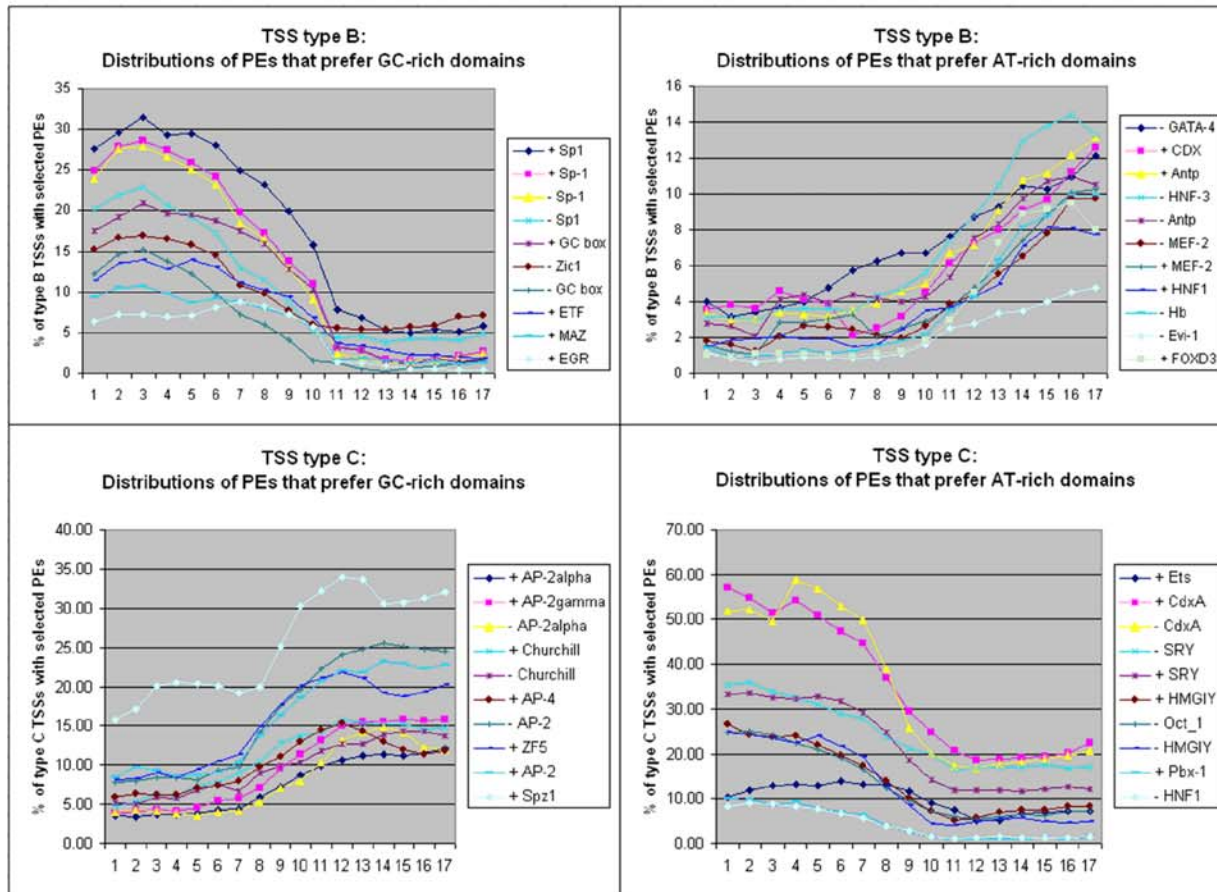 TSS type B:
Distributions of PEs that prefer GC-rich domains
% of type B TSSs with selected PEs
35
30
25
20
15
10
5
0
1 2 3 4 5 6 7 8 9 10 11 12 13 14 15 16 17
+ Sp1
+ Sp-1
- Sp-1
- Sp1
+ GC box
- Zic1
- GC box
+ ETF
+ MAZ
+ EGR
TSS type B:
Distributions of PEs that prefer AT-rich domains
% of type B TSSs with selected PEs
16
14
12
10
8
6
4
2
0
1 2 3 4 5 6 7 8 9 10 11 12 13 14 15 16 17
- GATA-4
+ CDX
+ Antp
- HNF-3
- Antp
- MEF-2
+ MEF-2
+ HNF1
- Hb
- Evi-1
+ FOXD3
TSS type C:
Distributions of PEs that prefer GC-rich domains
% of type C TSSs with selected PEs
40.00
35.00
30.00
25.00
20.00
15.00
10.00
5.00
0.00
1 2 3 4 5 6 7 8 9 10 11 12 13 14 15 16 17
+ AP-2alpha
+ AP-2gamma
- AP-2alpha
+ Churchill
- Churchill
+ AP-4
- AP-2
+ ZF5
+ AP-2
+ Spz1
TSS type C:
Distributions of PEs that prefer AT-rich domains
% of type C TSSs with selected PEs
70.00
60.00
50.00
40.00
30.00
20.00
10.00
0.00
1 2 3 4 5 6 7 8 9 10 11 12 13 14 15 16 17
+ Ets
+ CdxA
- CdxA
- SRY
+ SRY
+ HMGIY
- Oct_1
- HMGIY
+ Pbx-1
- HNF1